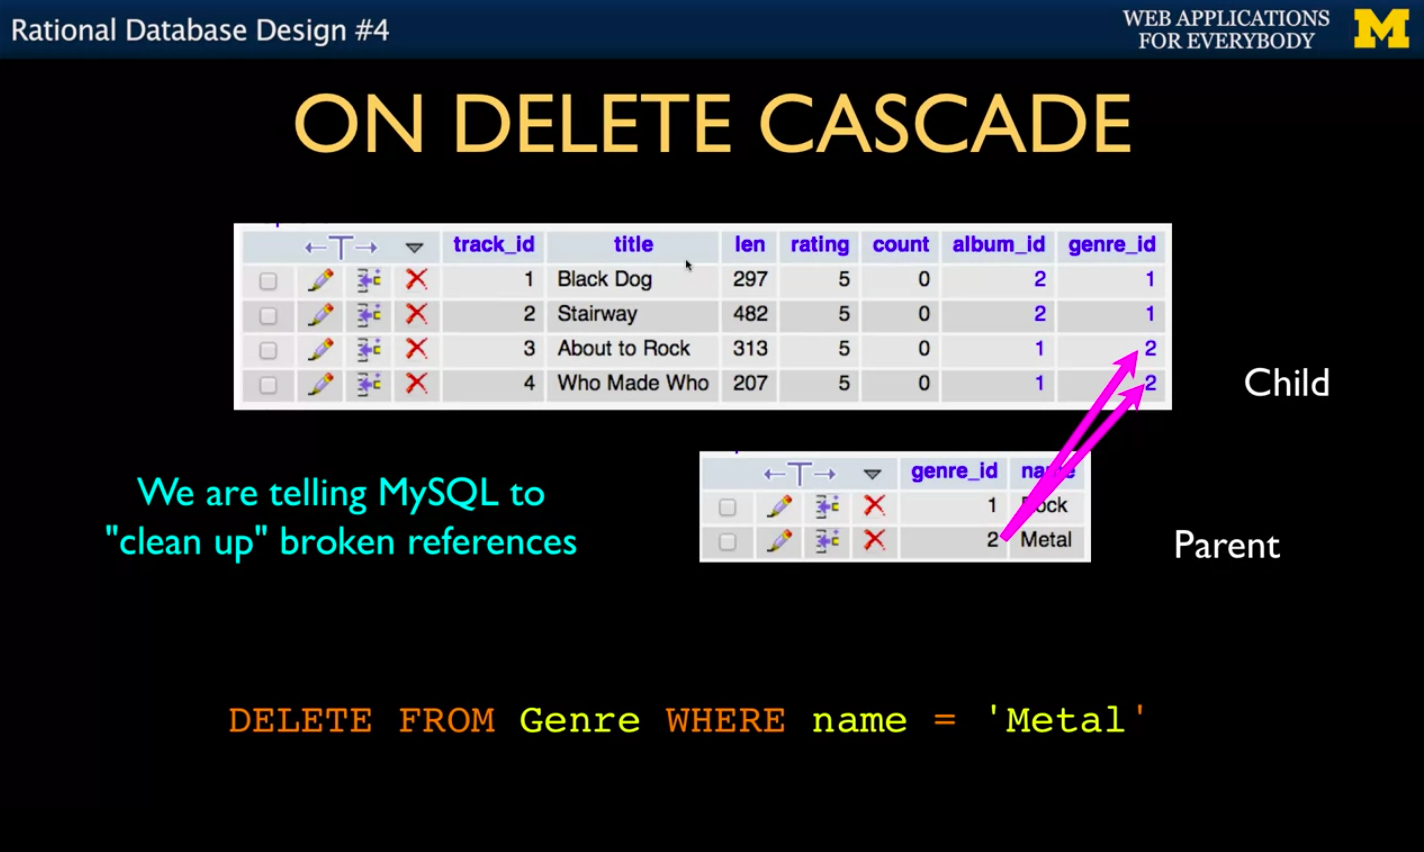 Rational Database Design #4
WEB APPLICATIONS
FOR EVERYBODY
M
ON DELETE CASCADE
←T→ track_id title len rating count album_id genre_id
1 Black Dog 297 5 0 2 1
2 Stairway 482 5 0 2 1
3 About to Rock 313 5 0 1 2
4 Who Made Who 207 5 0 1 2
Child
←T→ genre_id name
1 Rock
2 Metal
Parent
We are telling MySQL to
"clean up" broken references
DELETE FROM Genre WHERE name = 'Metal'